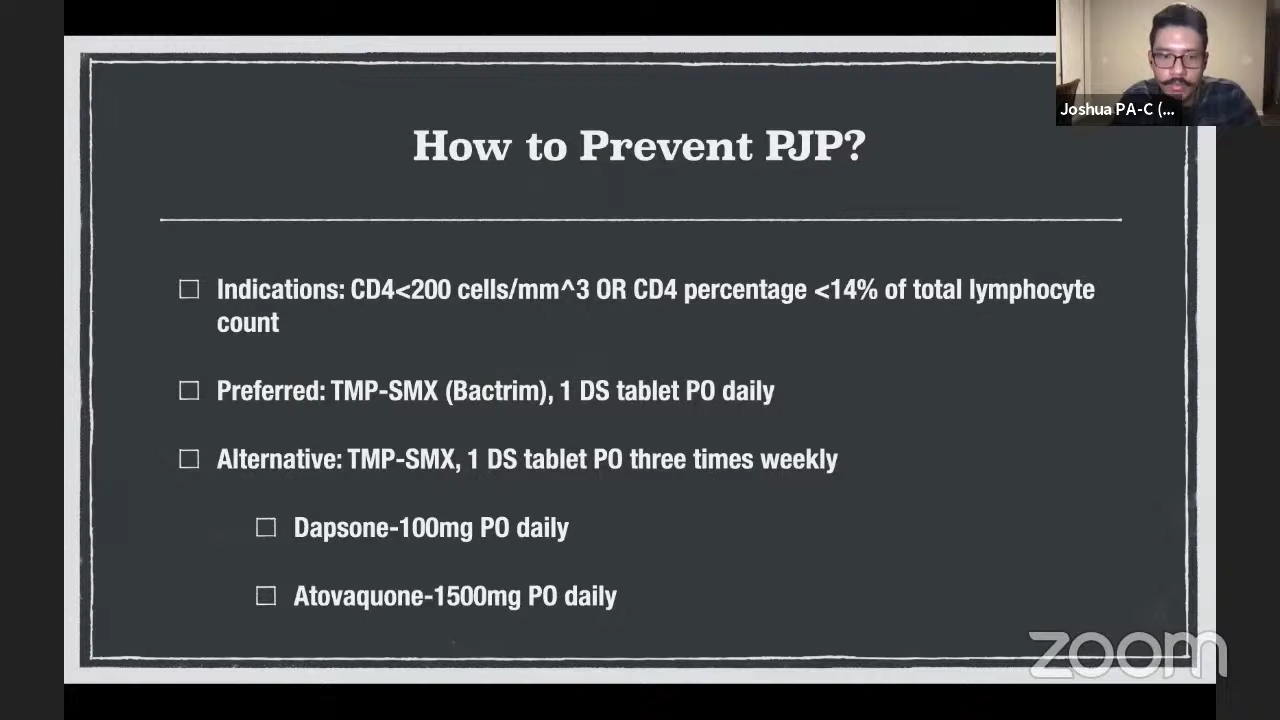 Joshua PA-C (...
How to Prevent PJP?
Indications: CD4<200 cells/mm^3 OR CD4 percentage <14% of total lymphocyte
count
Preferred: TMP-SMX (Bactrim), 1 DS tablet PO daily
Alternative: TMP-SMX, 1 DS tablet PO three times weekly
Dapsone-100mg PO daily
Atovaquone-1500mg PO daily
zoom